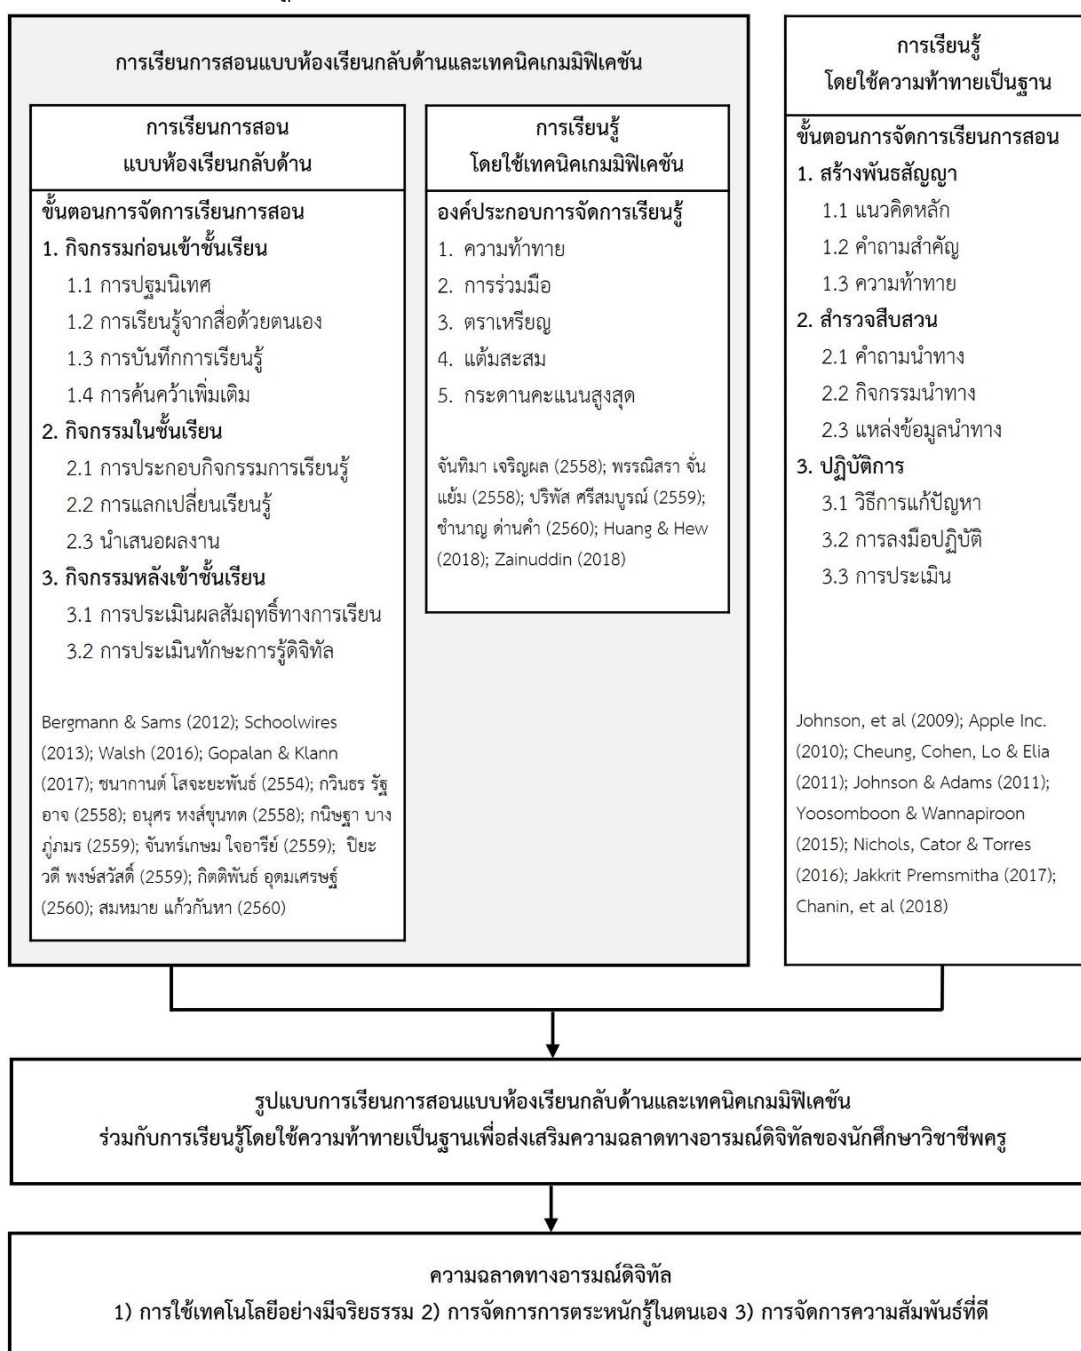 การเรียนการสอนแบบห้องเรียนกลับด้านและเทคนิคเกมมิฟิเคชัน
การเรียนการสอน
แบบห้องเรียนกลับด้าน
ขั้นตอนการจัดการเรียนการสอน
1. กิจกรรมก่อนเข้าชั้นเรียน
1.1 การปฐมนิเทศ
1.2 การเรียนรู้จากสื่อด้วยตนเอง
1.3 การบันทึกการเรียนรู้
1.4 การค้นคว้าเพิ่มเติม
2. กิจกรรมในชั้นเรียน
2.1 การประกอบกิจกรรมการเรียนรู้
2.2 การแลกเปลี่ยนเรียนรู้
2.3 นำเสนอผลงาน
3. กิจกรรมหลังเข้าชั้นเรียน
3.1 การประเมินผลสัมฤทธิ์ทางการเรียน
3.2 การประเมินทักษะการรู้ดิจิทัล
Bergmann & Sams (2012); Schoolwires
(2013); Walsh (2016); Gopalan & Klann
(2017); ชนากานต์ โสจะยะพันธ์ (2554); กวินธร รัฐ
อาจ (2558); อนุศร หงส์ขุนทด (2558); กนิษฐา บาง
ภู่ภมร (2559); จันทร์เกษม ใจอารีย์ (2559); ปิยะ
วดี พงษ์สวัสดิ์ (2559); กิตติพันธ์ อุดมเศรษฐ์
(2560); สมหมาย แก้วกันหา (2560)
การเรียนรู้
โดยใช้เทคนิคเกมมิฟิเคชัน
องค์ประกอบการจัดการเรียนรู้
1. ความท้าทาย
2. การร่วมมือ
3. ตราเหรียญ
4. แต้มสะสม
5. กระดานคะแนนสูงสุด
จันทิมา เจริญผล (2558); พรรณิสรา จั่น
แย้ม (2558); ปริพัส ศรีสมบูรณ์ (2559);
ชำนาญ ด่านคำ (2560); Huang & Hew
(2018); Zainuddin (2018)
การเรียนรู้
โดยใช้ความท้าทายเป็นฐาน
ขั้นตอนการจัดการเรียนการสอน
1. สร้างพันธสัญญา
1.1 แนวคิดหลัก
1.2 คำถามสำคัญ
1.3 ความท้าทาย
2. สำรวจสืบสวน
2.1 คำถามนำทาง
2.2 กิจกรรมนำทาง
2.3 แหล่งข้อมูลนำทาง
3. ปฏิบัติการ
3.1 วิธีการแก้ปัญหา
3.2 การลงมือปฏิบัติ
3.3 การประเมิน
Johnson, et al (2009); Apple Inc.
(2010); Cheung, Cohen, Lo & Elia
(2011); Johnson & Adams (2011);
Yoosomboon & Wannapiroon
(2015); Nichols, Cator & Torres
(2016); Jakkrit Premsmitha (2017);
Chanin, et al (2018)
รูปแบบการเรียนการสอนแบบห้องเรียนกลับด้านและเทคนิคเกมมิฟิเคชัน
ร่วมกับการเรียนรู้โดยใช้ความท้าทายเป็นฐานเพื่อส่งเสริมความฉลาดทางอารมณ์ดิจิทัลของนักศึกษาวิชาชีพครู
ความฉลาดทางอารมณ์ดิจิทัล
1) การใช้เทคโนโลยีอย่างมีจริยธรรม 2) การจัดการการตระหนักรู้ในตนเอง 3) การจัดการความสัมพันธ์ที่ดี